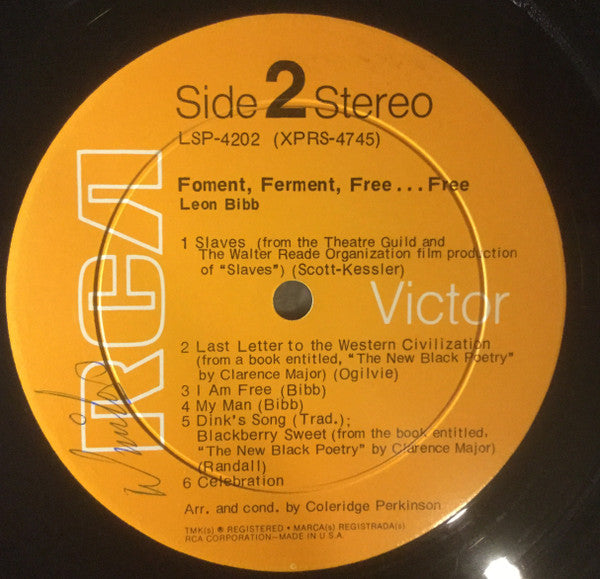 Side 2 Stereo
LSP-4202 (XPRS-4745)
RCA
Foment, Ferment, Free...Free
Leon Bibb
1 Slaves (from the Theatre Guild and
The Walter Reade Organization film production
of "Slaves") (Scott-Kessler)
Victor
2 Last Letter to the Western Civilization
(from a book entitled, "The New Black Poetry"
by Clarence Major) (Ogilvie)
3 I Am Free (Bibb)
4 My Man (Bibb)
5 Dink's Song (Trad.);
Blackberry Sweet (from the book entitled,
"The New Black Poetry" by Clarence Major)
(Randall)
6 Celebration
Arr. and cond. by Coleridge Perkinson
TMK(s) ® REGISTERED • MARCA(s) REGISTRADA(s)
RCA CORPORATION–MADE IN U.S.A.